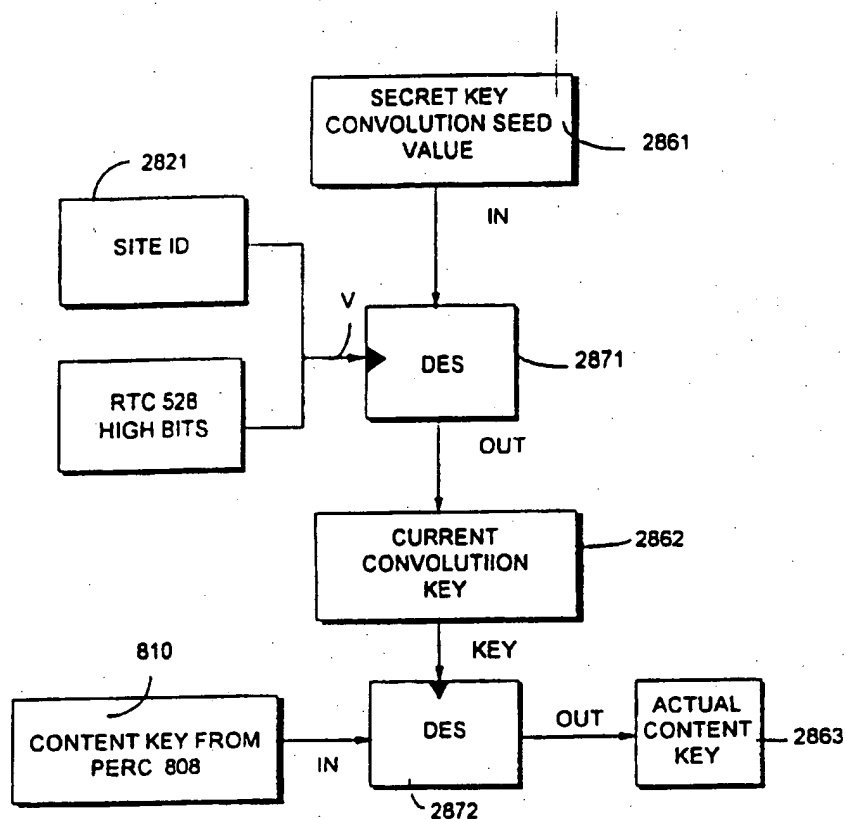 SECRET KEY
CONVOLUTION SEED
VALUE
2861
2821
IN
SITE ID
V
DES
2871
RTC 528
HIGH BITS
OUT
CURRENT
CONVOLUTIION
KEY
2862
KEY
810
CONTENT KEY FROM
PERC 808
IN
DES
OUT
ACTUAL
CONTENT
KEY
2863
2872